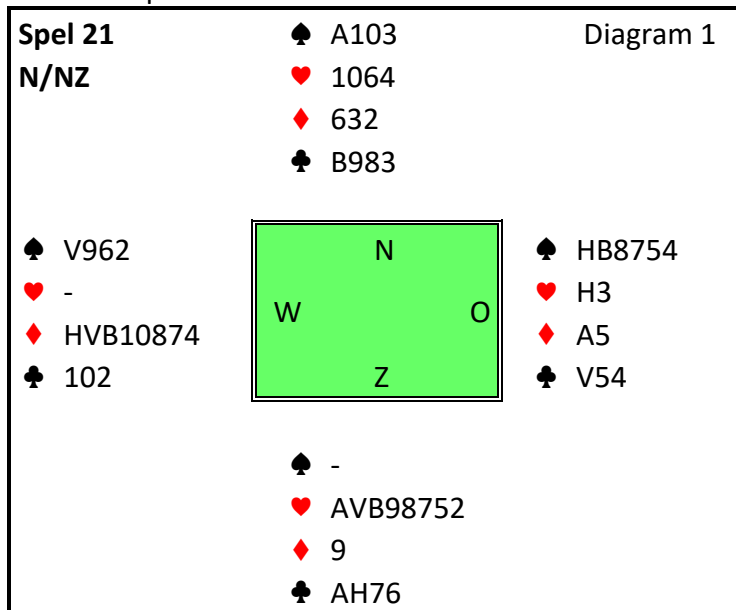 Spel 21 ♠ A103 Diagram 1
N/NZ ♥ 1064
♦ 632
♣ B983
♠ V962 N ♠ HB8754
♥ - ♥ H3
W O
♦ HVB10874 ♦ A5
♣ 102 Z ♣ V54
♠ -
♥ AVB98752
♦ 9
♣ AH76